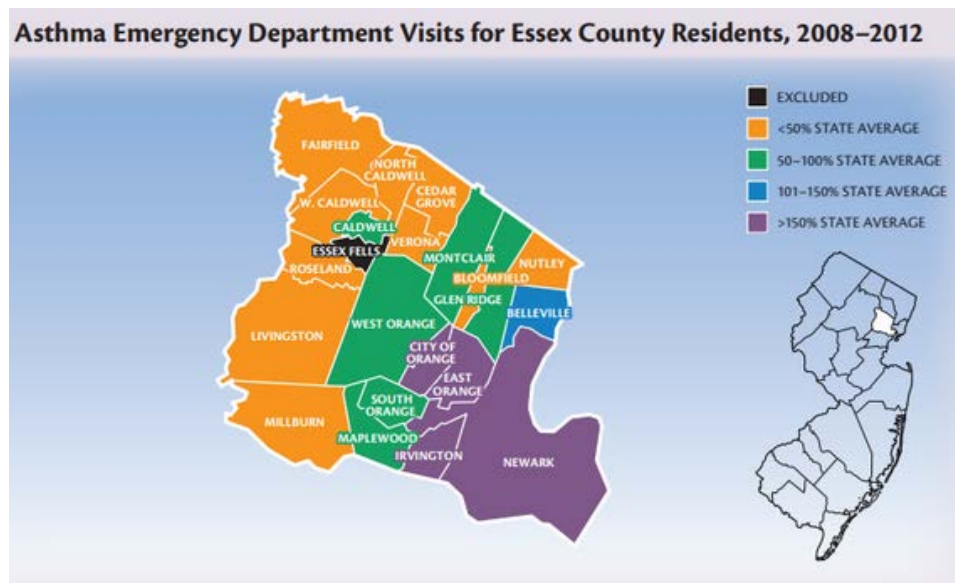 Asthma Emergency Department Visits for Essex County Residents, 2008–2012
EXCLUDED
<50% STATE AVERAGE
50–100% STATE AVERAGE
101–150% STATE AVERAGE
>150% STATE AVERAGE
FAIRFIELD
NORTH
CALDWELL
CEDAR
GROVE
W. CALDWELL
CALDWELL
ESSEX FELLS
VERONA
ROSELAND
MONTCLAIR
NUTLEY
BLOOMFIELD
GLEN RIDGE
BELLEVILLE
WEST ORANGE
LIVINGSTON
CITY OF
ORANGE
EAST
ORANGE
SOUTH
ORANGE
MILLBURN
MAPLEWOOD
IRVINGTON
NEWARK